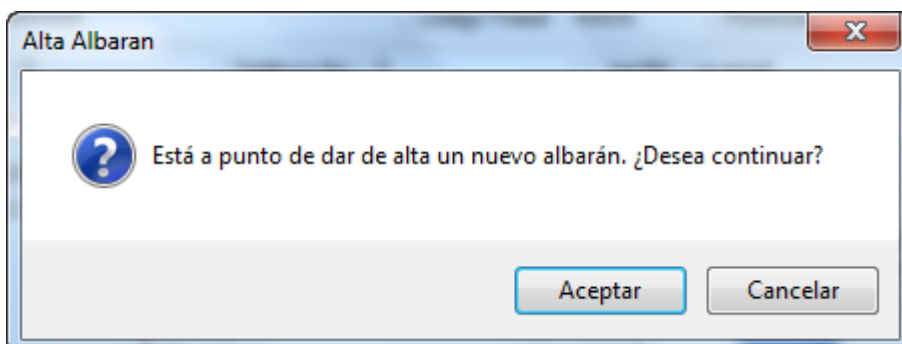 Alta Albaran
Está a punto de dar de alta un nuevo albarán. ¿Desea continuar?
Aceptar
Cancelar